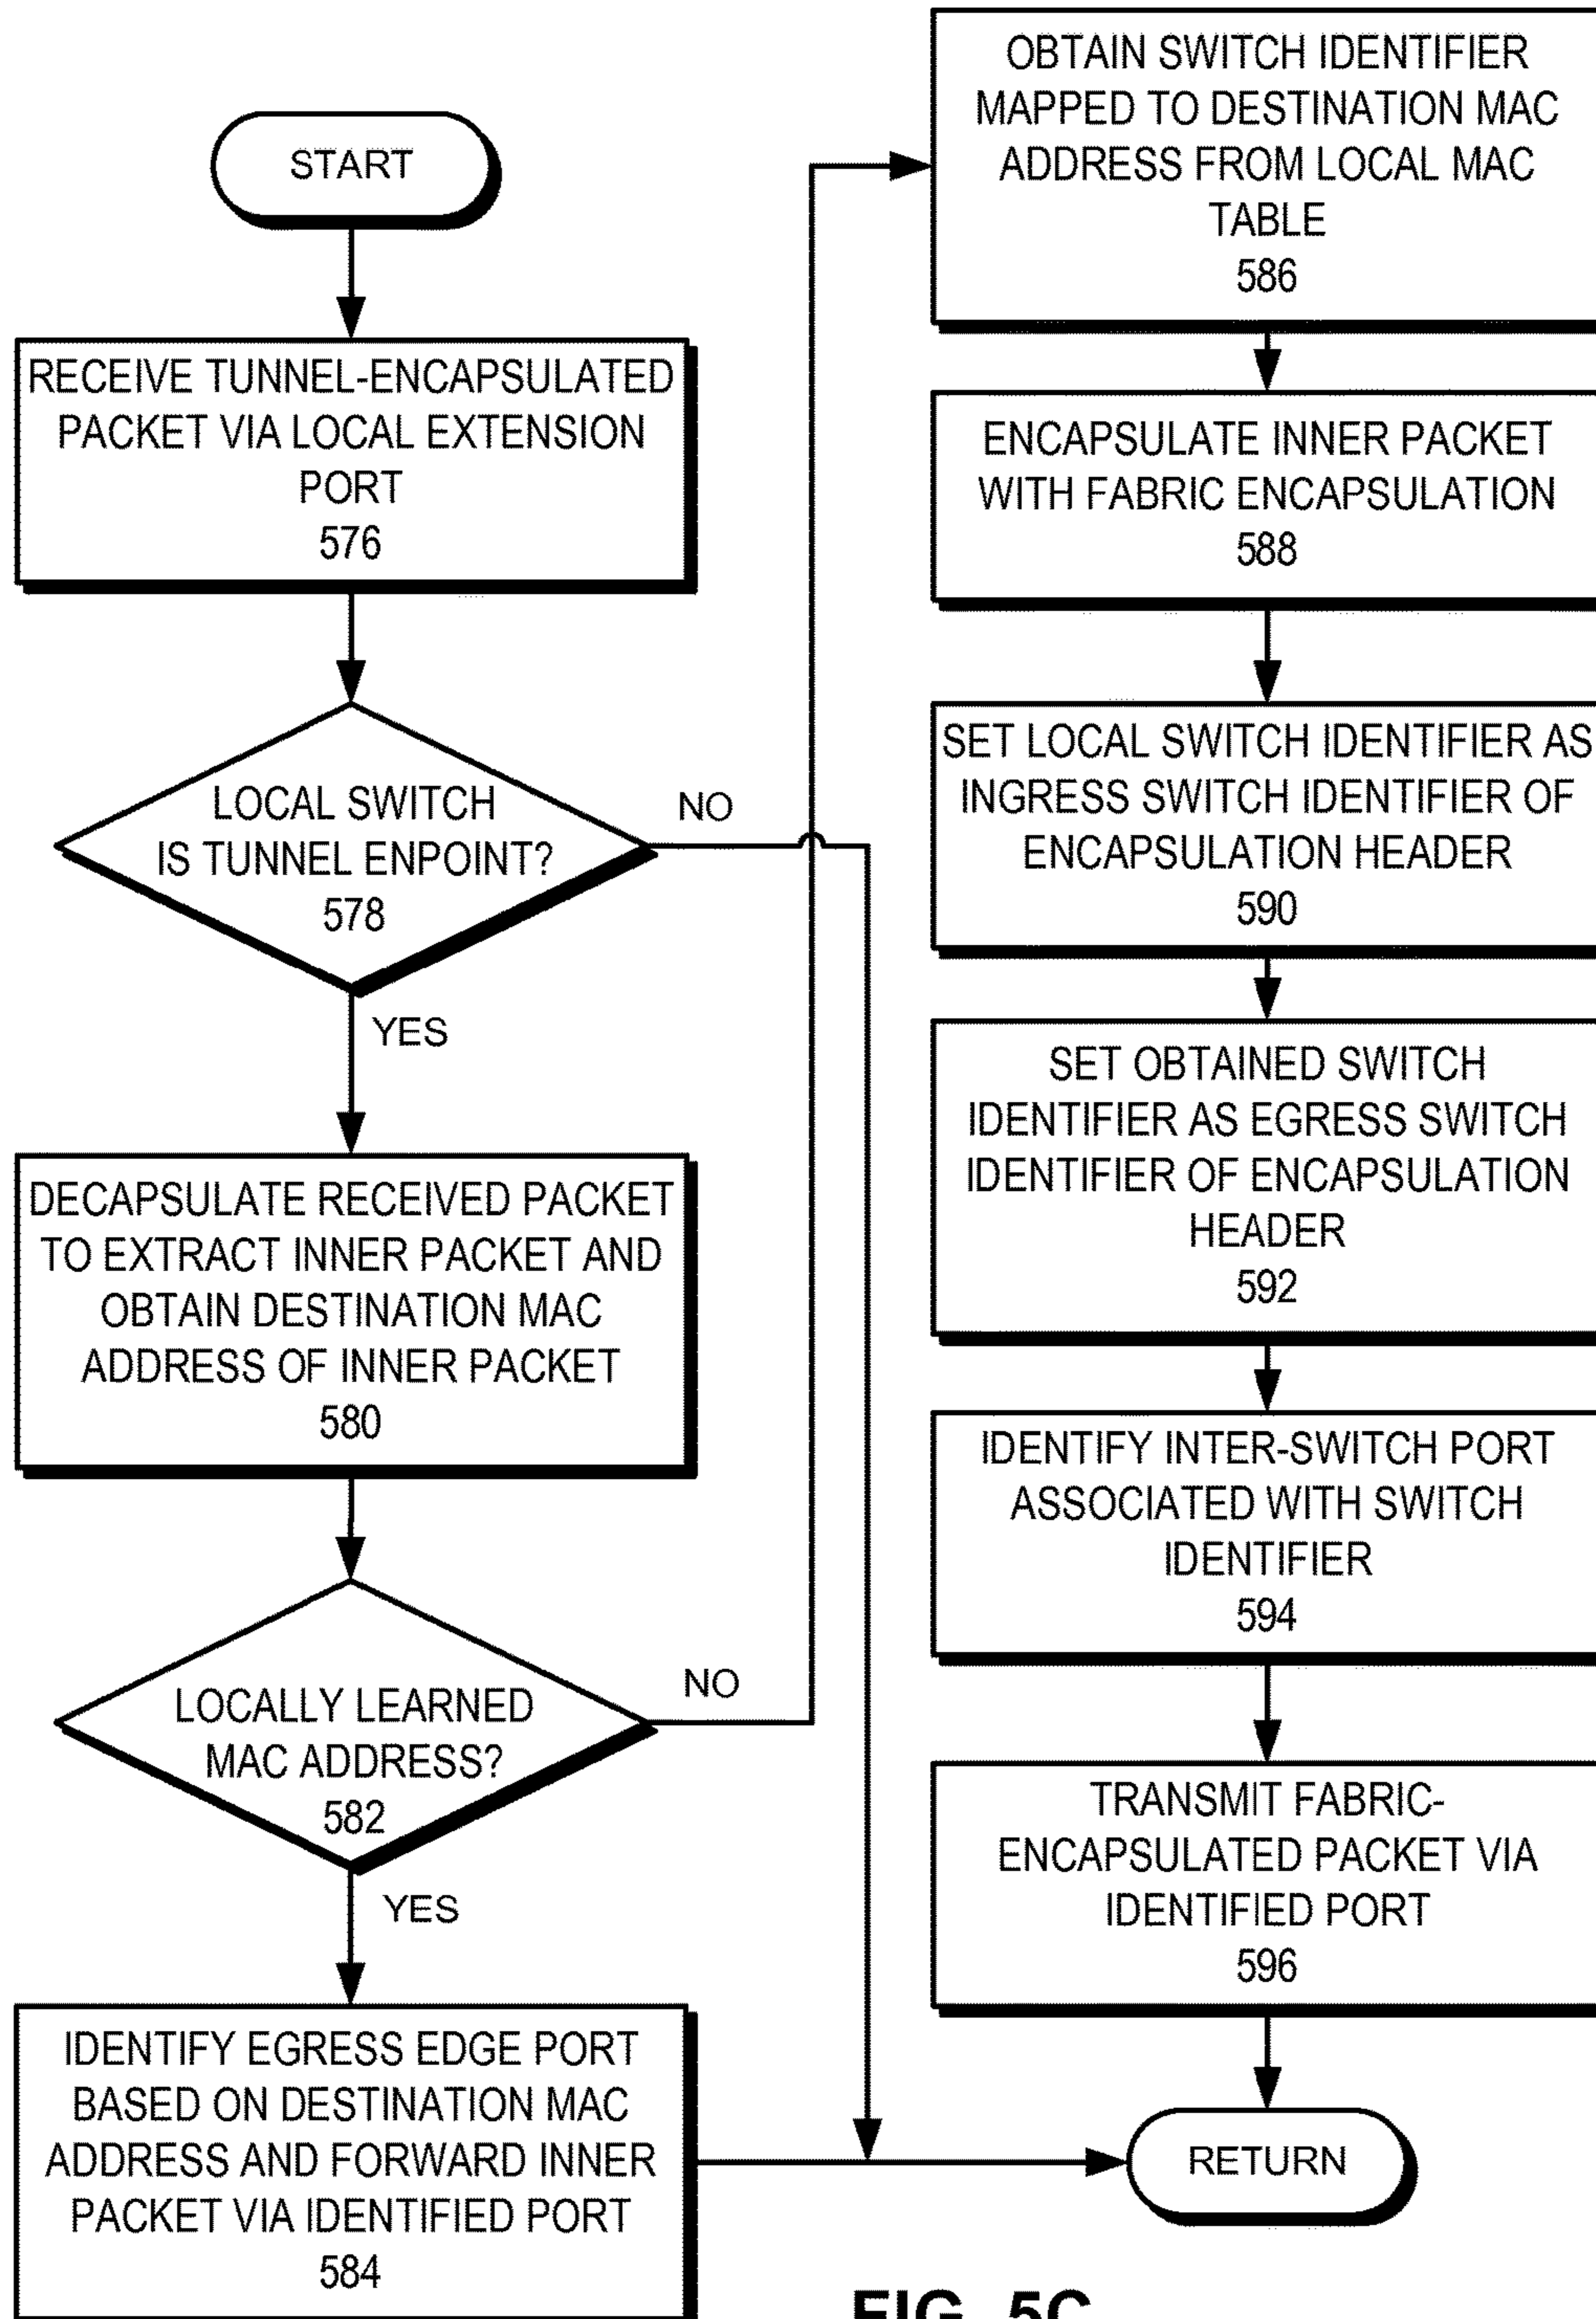 START
RECEIVE TUNNEL-ENCAPSULATED
PACKET VIA LOCAL EXTENSION
PORT
576
LOCAL SWITCH
IS TUNNEL ENPOINT?
578
NO
YES
DECAPSULATE RECEIVED PACKET
TO EXTRACT INNER PACKET AND
OBTAIN DESTINATION MAC
ADDRESS OF INNER PACKET
580
LOCALLY LEARNED
MAC ADDRESS?
582
NO
YES
IDENTIFY EGRESS EDGE PORT
BASED ON DESTINATION MAC
ADDRESS AND FORWARD INNER
PACKET VIA IDENTIFIED PORT
584
OBTAIN SWITCH IDENTIFIER
MAPPED TO DESTINATION MAC
ADDRESS FROM LOCAL MAC
TABLE
586
ENCAPSULATE INNER PACKET
WITH FABRIC ENCAPSULATION
588
SET LOCAL SWITCH IDENTIFIER AS
INGRESS SWITCH IDENTIFIER OF
ENCAPSULATION HEADER
590
SET OBTAINED SWITCH
IDENTIFIER AS EGRESS SWITCH
IDENTIFIER OF ENCAPSULATION
HEADER
592
IDENTIFY INTER-SWITCH PORT
ASSOCIATED WITH SWITCH
IDENTIFIER
594
TRANSMIT FABRIC-
ENCAPSULATED PACKET VIA
IDENTIFIED PORT
596
RETURN
FIG. 5C